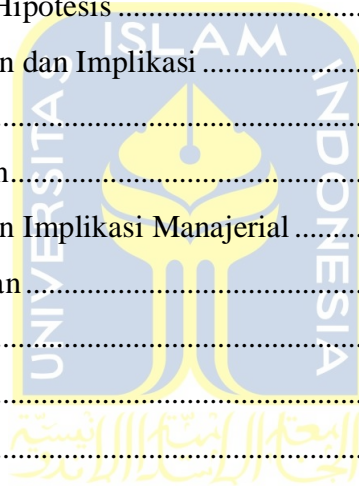 Hipotesis ........................
n dan Implikasi ........................
........................
n ........................
n Implikasi Manajerial ........................
an ........................
........................
........................
........................
UNIVERSITAS ISLAM INDONESIA